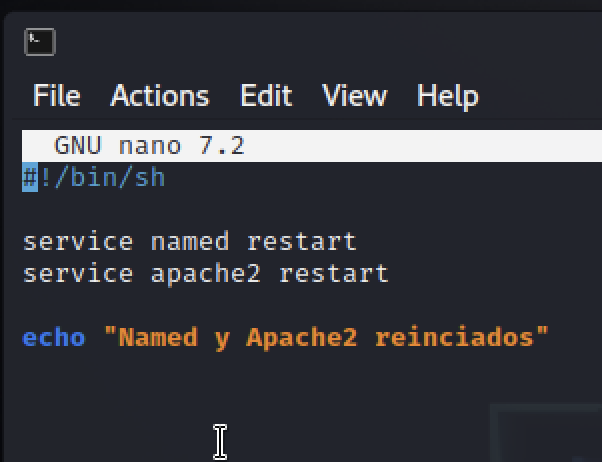 File Actions Edit View Help
GNU nano 7.2
#!/bin/sh
service named restart
service apache2 restart
echo "Named y Apache2 reinciados"